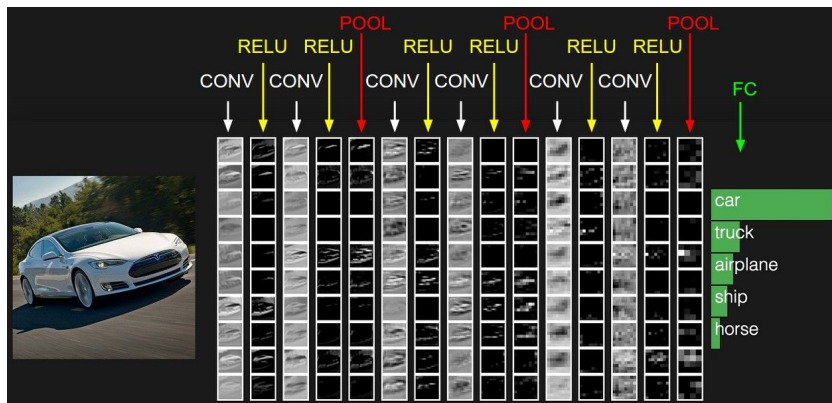 POOL POOL POOL
RELU RELU RELU RELU RELU RELU
CONV CONV CONV CONV CONV CONV
FC
car
truck
airplane
ship
horse